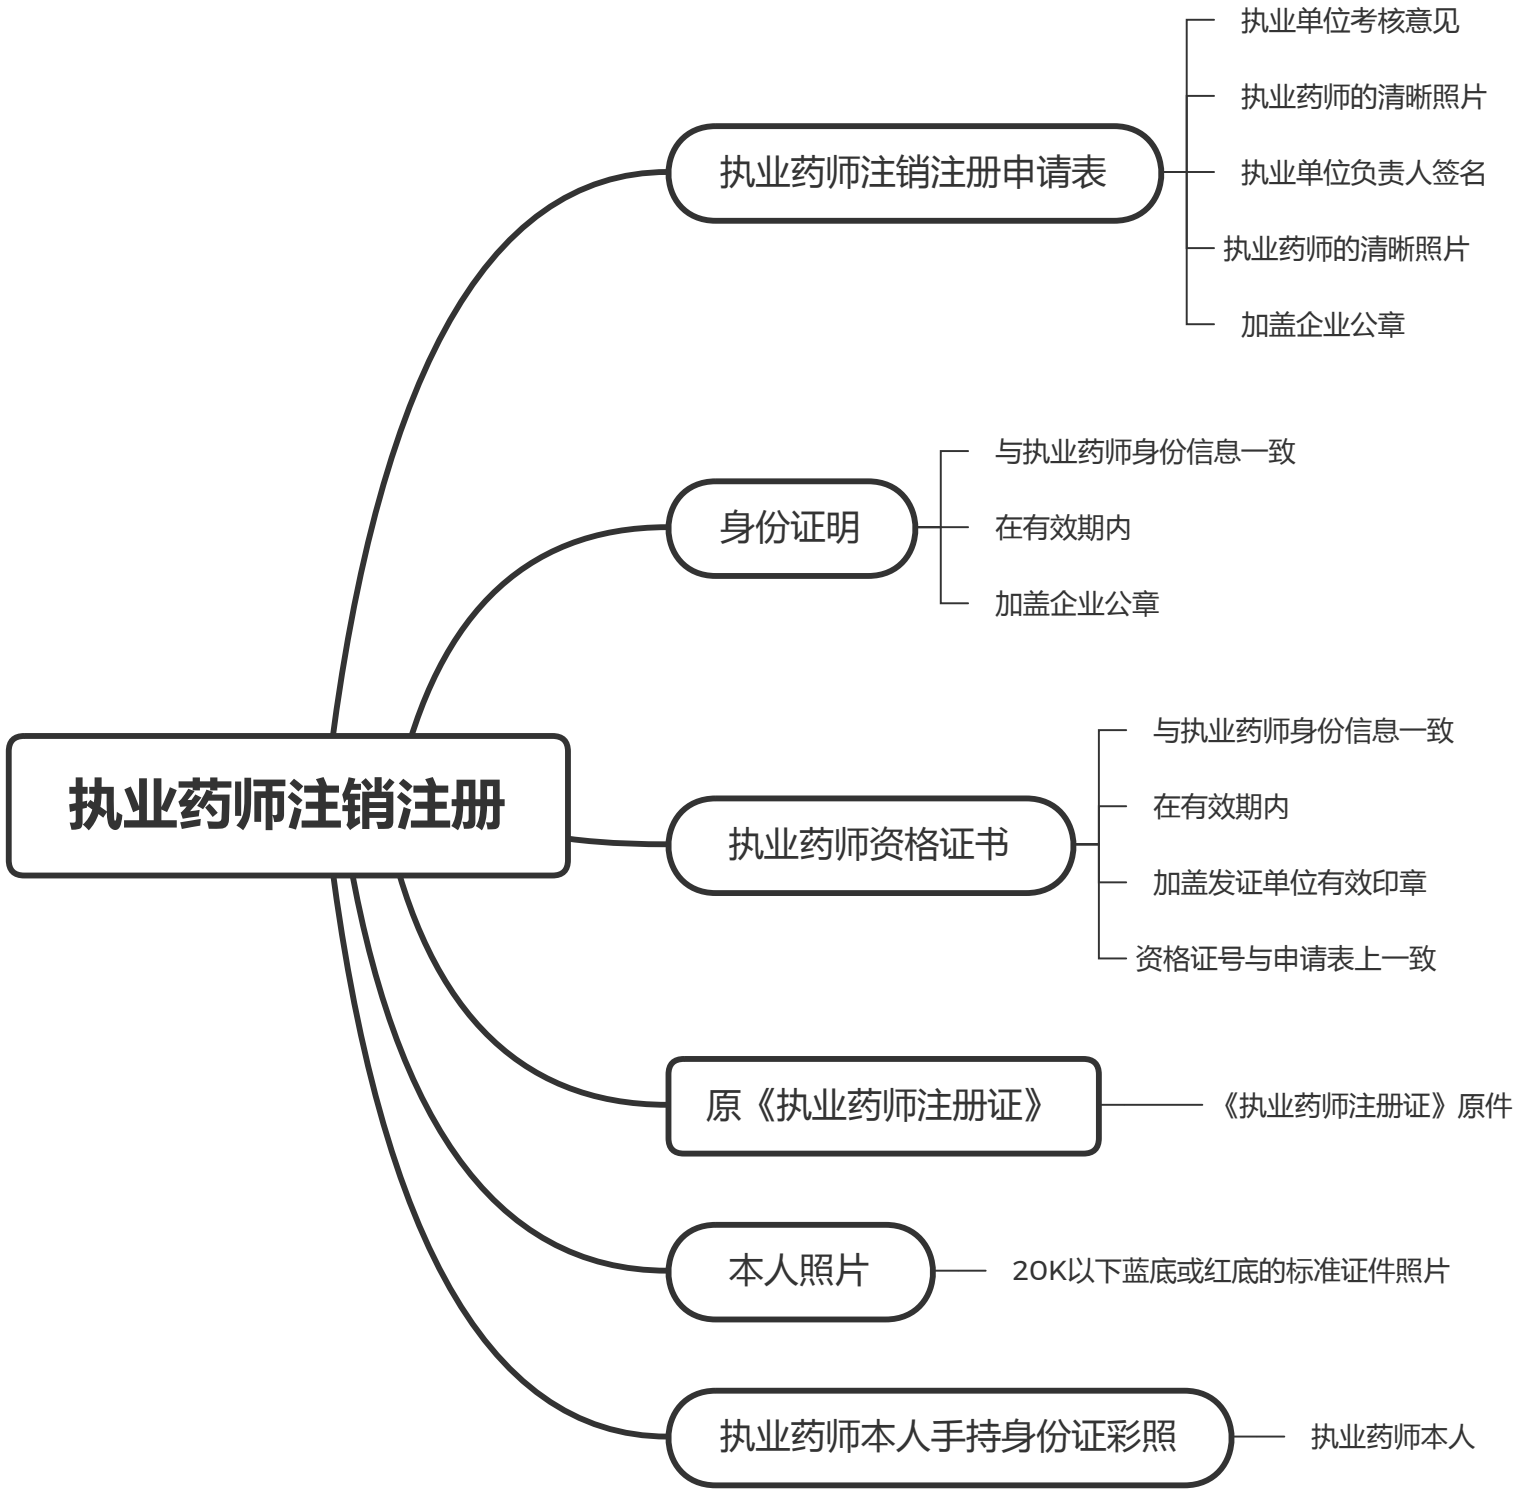 执业药师注销注册
执业药师注销注册申请表
执业单位考核意见
执业药师的清晰照片
执业单位负责人签名
执业药师的清晰照片
加盖企业公章
身份证明
与执业药师身份信息一致
在有效期内
加盖企业公章
执业药师资格证书
与执业药师身份信息一致
在有效期内
加盖发证单位有效印章
资格证号与申请表上一致
原《执业药师注册证》
《执业药师注册证》原件
本人照片
20K以下蓝底或红底的标准证件照片
执业药师本人手持身份证彩照
执业药师本人